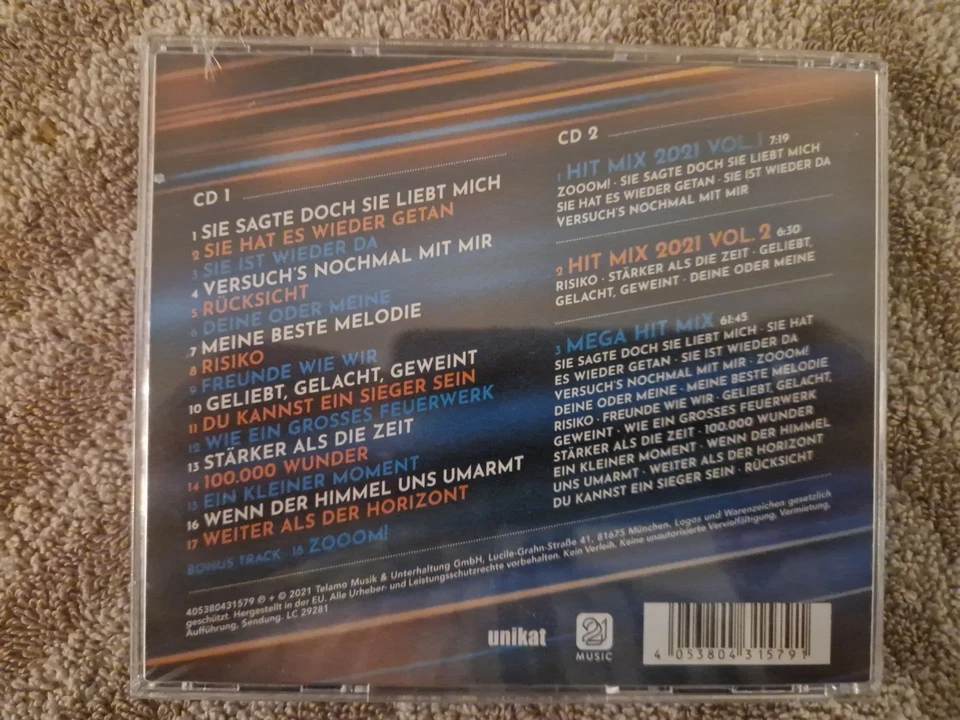 CD 1
1 SIE SAGTE DOCH SIE LIEBT MICH
2 SIE HAT ES WIEDER GETAN
3 SIE IST WIEDER DA
4 VERSUCH'S NOCHMAL MIT MIR
5 RÜCKSICHT
6 DEINE ODER MEINE
7 MEINE BESTE MELODIE
8 RISIKO
9 FREUNDE WIE WIR
10 GELIEBT, GELACHT, GEWEINT
11 DU KANNST EIN SIEGER SEIN
12 WIE EIN GROSSES FEUERWERK
13 STÄRKER ALS DIE ZEIT
14 100.000 WUNDER
15 EIN KLEINER MOMENT
16 WENN DER HIMMEL UNS UMARMT
17 WEITER ALS DER HORIZONT
BONUS TRACK: 18 ZOOOM!
CD 2
1 HIT MIX 2021 VOL. 1 7:19
ZOOOM! · SIE SAGTE DOCH SIE LIEBT MICH
SIE HAT ES WIEDER GETAN · SIE IST WIEDER DA
VERSUCH'S NOCHMAL MIT MIR
2 HIT MIX 2021 VOL. 2 6:30
RISIKO · STÄRKER ALS DIE ZEIT · GELIEBT,
GELACHT, GEWEINT · DEINE ODER MEINE
3 MEGA HIT MIX 61:45
SIE SAGTE DOCH SIE LIEBT MICH · SIE HAT
ES WIEDER GETAN · SIE IST WIEDER DA
VERSUCH'S NOCHMAL MIT MIR · ZOOOM!
DEINE ODER MEINE · MEINE BESTE MELODIE
RISIKO · FREUNDE WIE WIR · GELIEBT, GELACHT,
GEWEINT · WIE EIN GROSSES FEUERWERK
STÄRKER ALS DIE ZEIT · 100.000 WUNDER
EIN KLEINER MOMENT · WENN DER HIMMEL
UNS UMARMT · WEITER ALS DER HORIZONT
DU KANNST EIN SIEGER SEIN · RÜCKSICHT
405380431579 ℗ + © 2021 Telamo Musik & Unterhaltung GmbH, Lucile-Grahn-Straße 41, 81675 München. Logos und Warenzeichen gesetzlich
geschützt. Hergestellt in der EU. Alle Urheber- und Leistungsschutzrechte vorbehalten. Kein Verleih. Keine unautorisierte Vervielfältigung, Vermietung,
Aufführung, Sendung. LC 29281
unikat
21
MUSIC
4 053804 315791